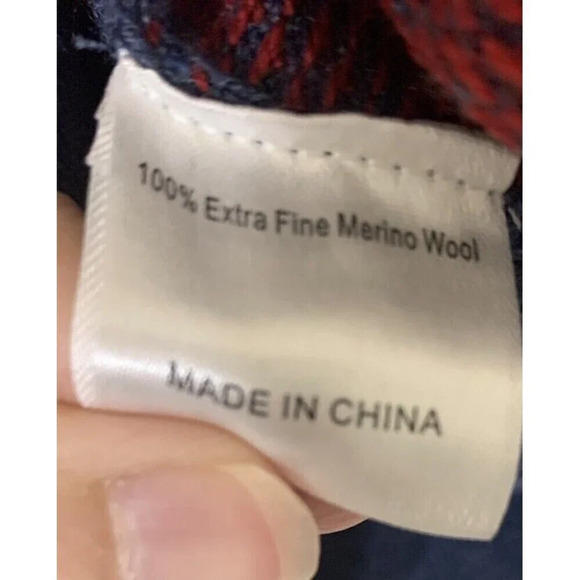 100% Extra Fine Merino Wool
MADE IN CHINA